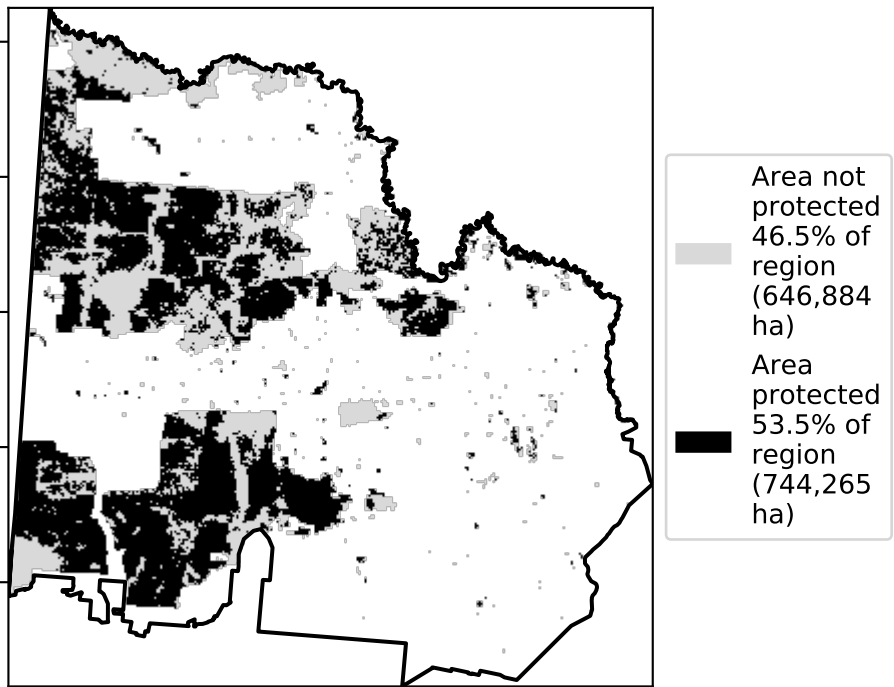 Area not
protected
46.5% of
region
(646,884
ha)
Area
protected
53.5% of
region
(744,265
ha)